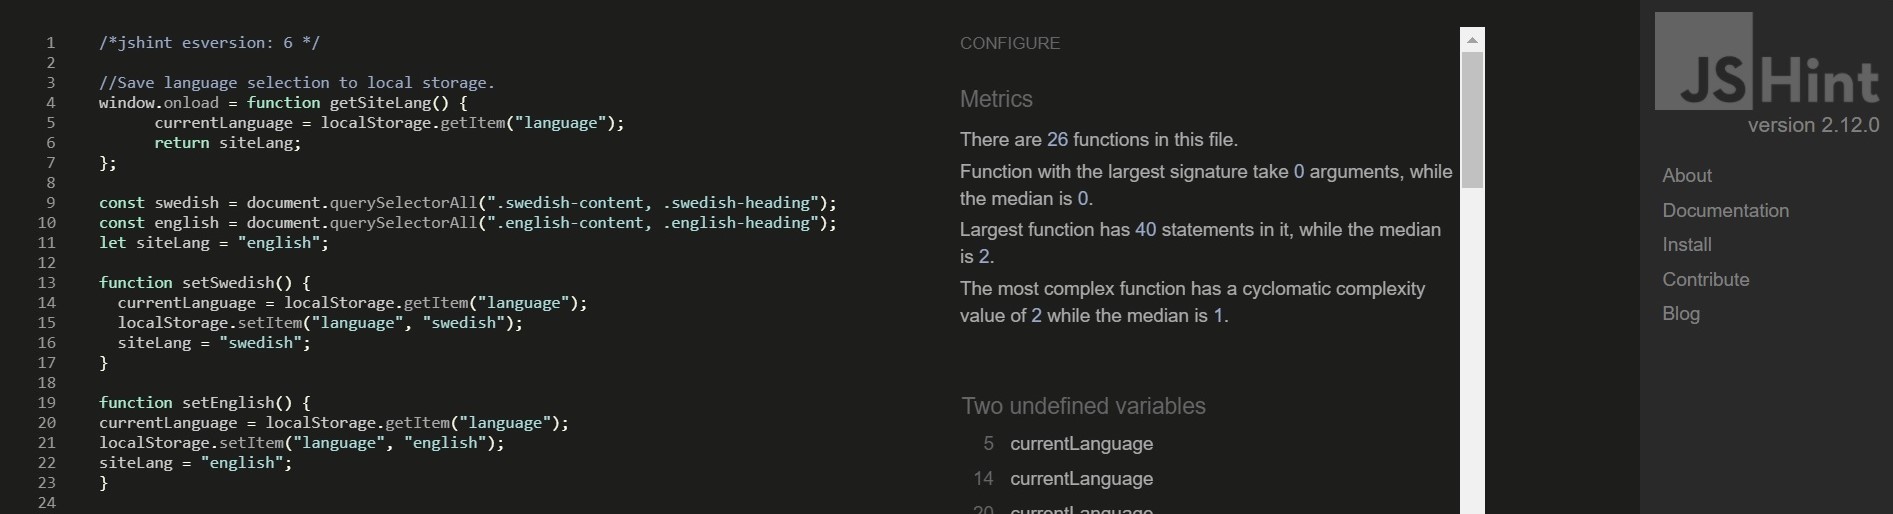 1 /*jshint esversion: 6 */
2
3 //Save language selection to local storage.
4 window.onload = function getSiteLang() {
5 currentLanguage = localStorage.getItem("language");
6 return siteLang;
7 };
8
9 const swedish = document.querySelectorAll(".swedish-content, .swedish-heading");
10 const english = document.querySelectorAll(".english-content, .english-heading");
11 let siteLang = "english";
12
13 function setSwedish() {
14 currentLanguage = localStorage.getItem("language");
15 localStorage.setItem("language", "swedish");
16 siteLang = "swedish";
17 }
18
19 function setEnglish() {
20 currentLanguage = localStorage.getItem("language");
21 localStorage.setItem("language", "english");
22 siteLang = "english";
23 }
24
CONFIGURE
Metrics
There are 26 functions in this file.
Function with the largest signature take 0 arguments, while
the median is 0.
Largest function has 40 statements in it, while the median
is 2.
The most complex function has a cyclomatic complexity
value of 2 while the median is 1.
Two undefined variables
5 currentLanguage
14 currentLanguage
20 currentLanguage
JSHint
version 2.12.0
About
Documentation
Install
Contribute
Blog